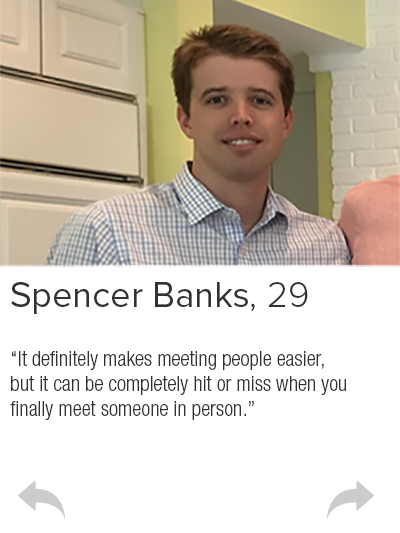 Spencer Banks, 29
“It definitely makes meeting people easier,
but it can be completely hit or miss when you
finally meet someone in person.”